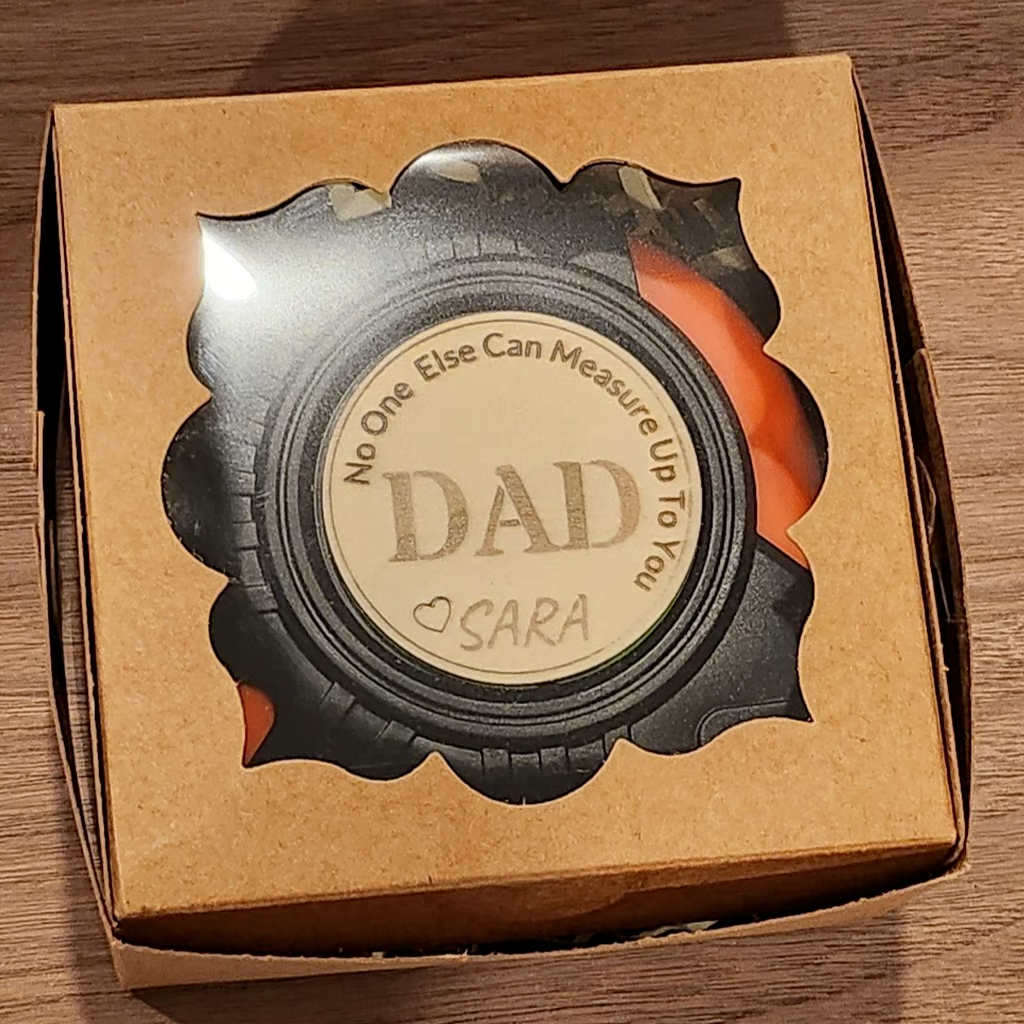 No One Else Can Measure Up To You
DAD
♡SARA